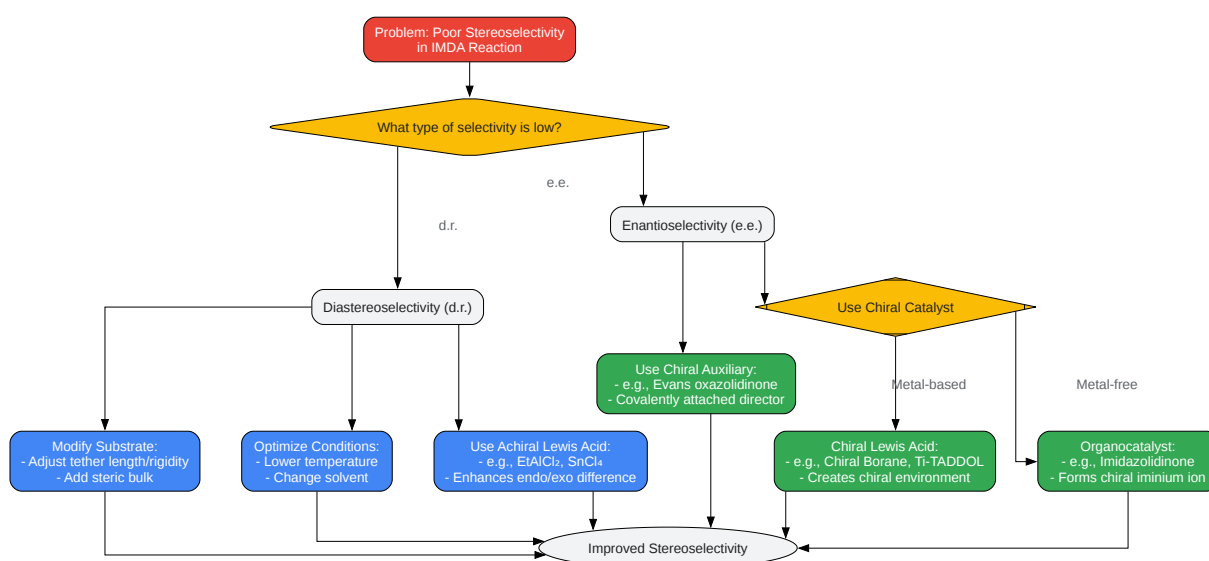 Problem: Poor Stereoselectivity
in IMDA Reaction
What type of selectivity is low?
e.e.
d.r.
Enantioselectivity (e.e.)
Diastereoselectivity (d.r.)
Use Chiral Catalyst
Use Chiral Auxiliary:
- e.g., Evans oxazolidinone
- Covalently attached director
Metal-based
Metal-free
Modify Substrate:
- Adjust tether length/rigidity
- Add steric bulk
Optimize Conditions:
- Lower temperature
- Change solvent
Use Achiral Lewis Acid:
- e.g., EtAlCl₂, SnCl₄
- Enhances endo/exo difference
Chiral Lewis Acid:
- e.g., Chiral Borane, Ti-TADDOL
- Creates chiral environment
Organocatalyst:
- e.g., Imidazolidinone
- Forms chiral iminium ion
Improved Stereoselectivity